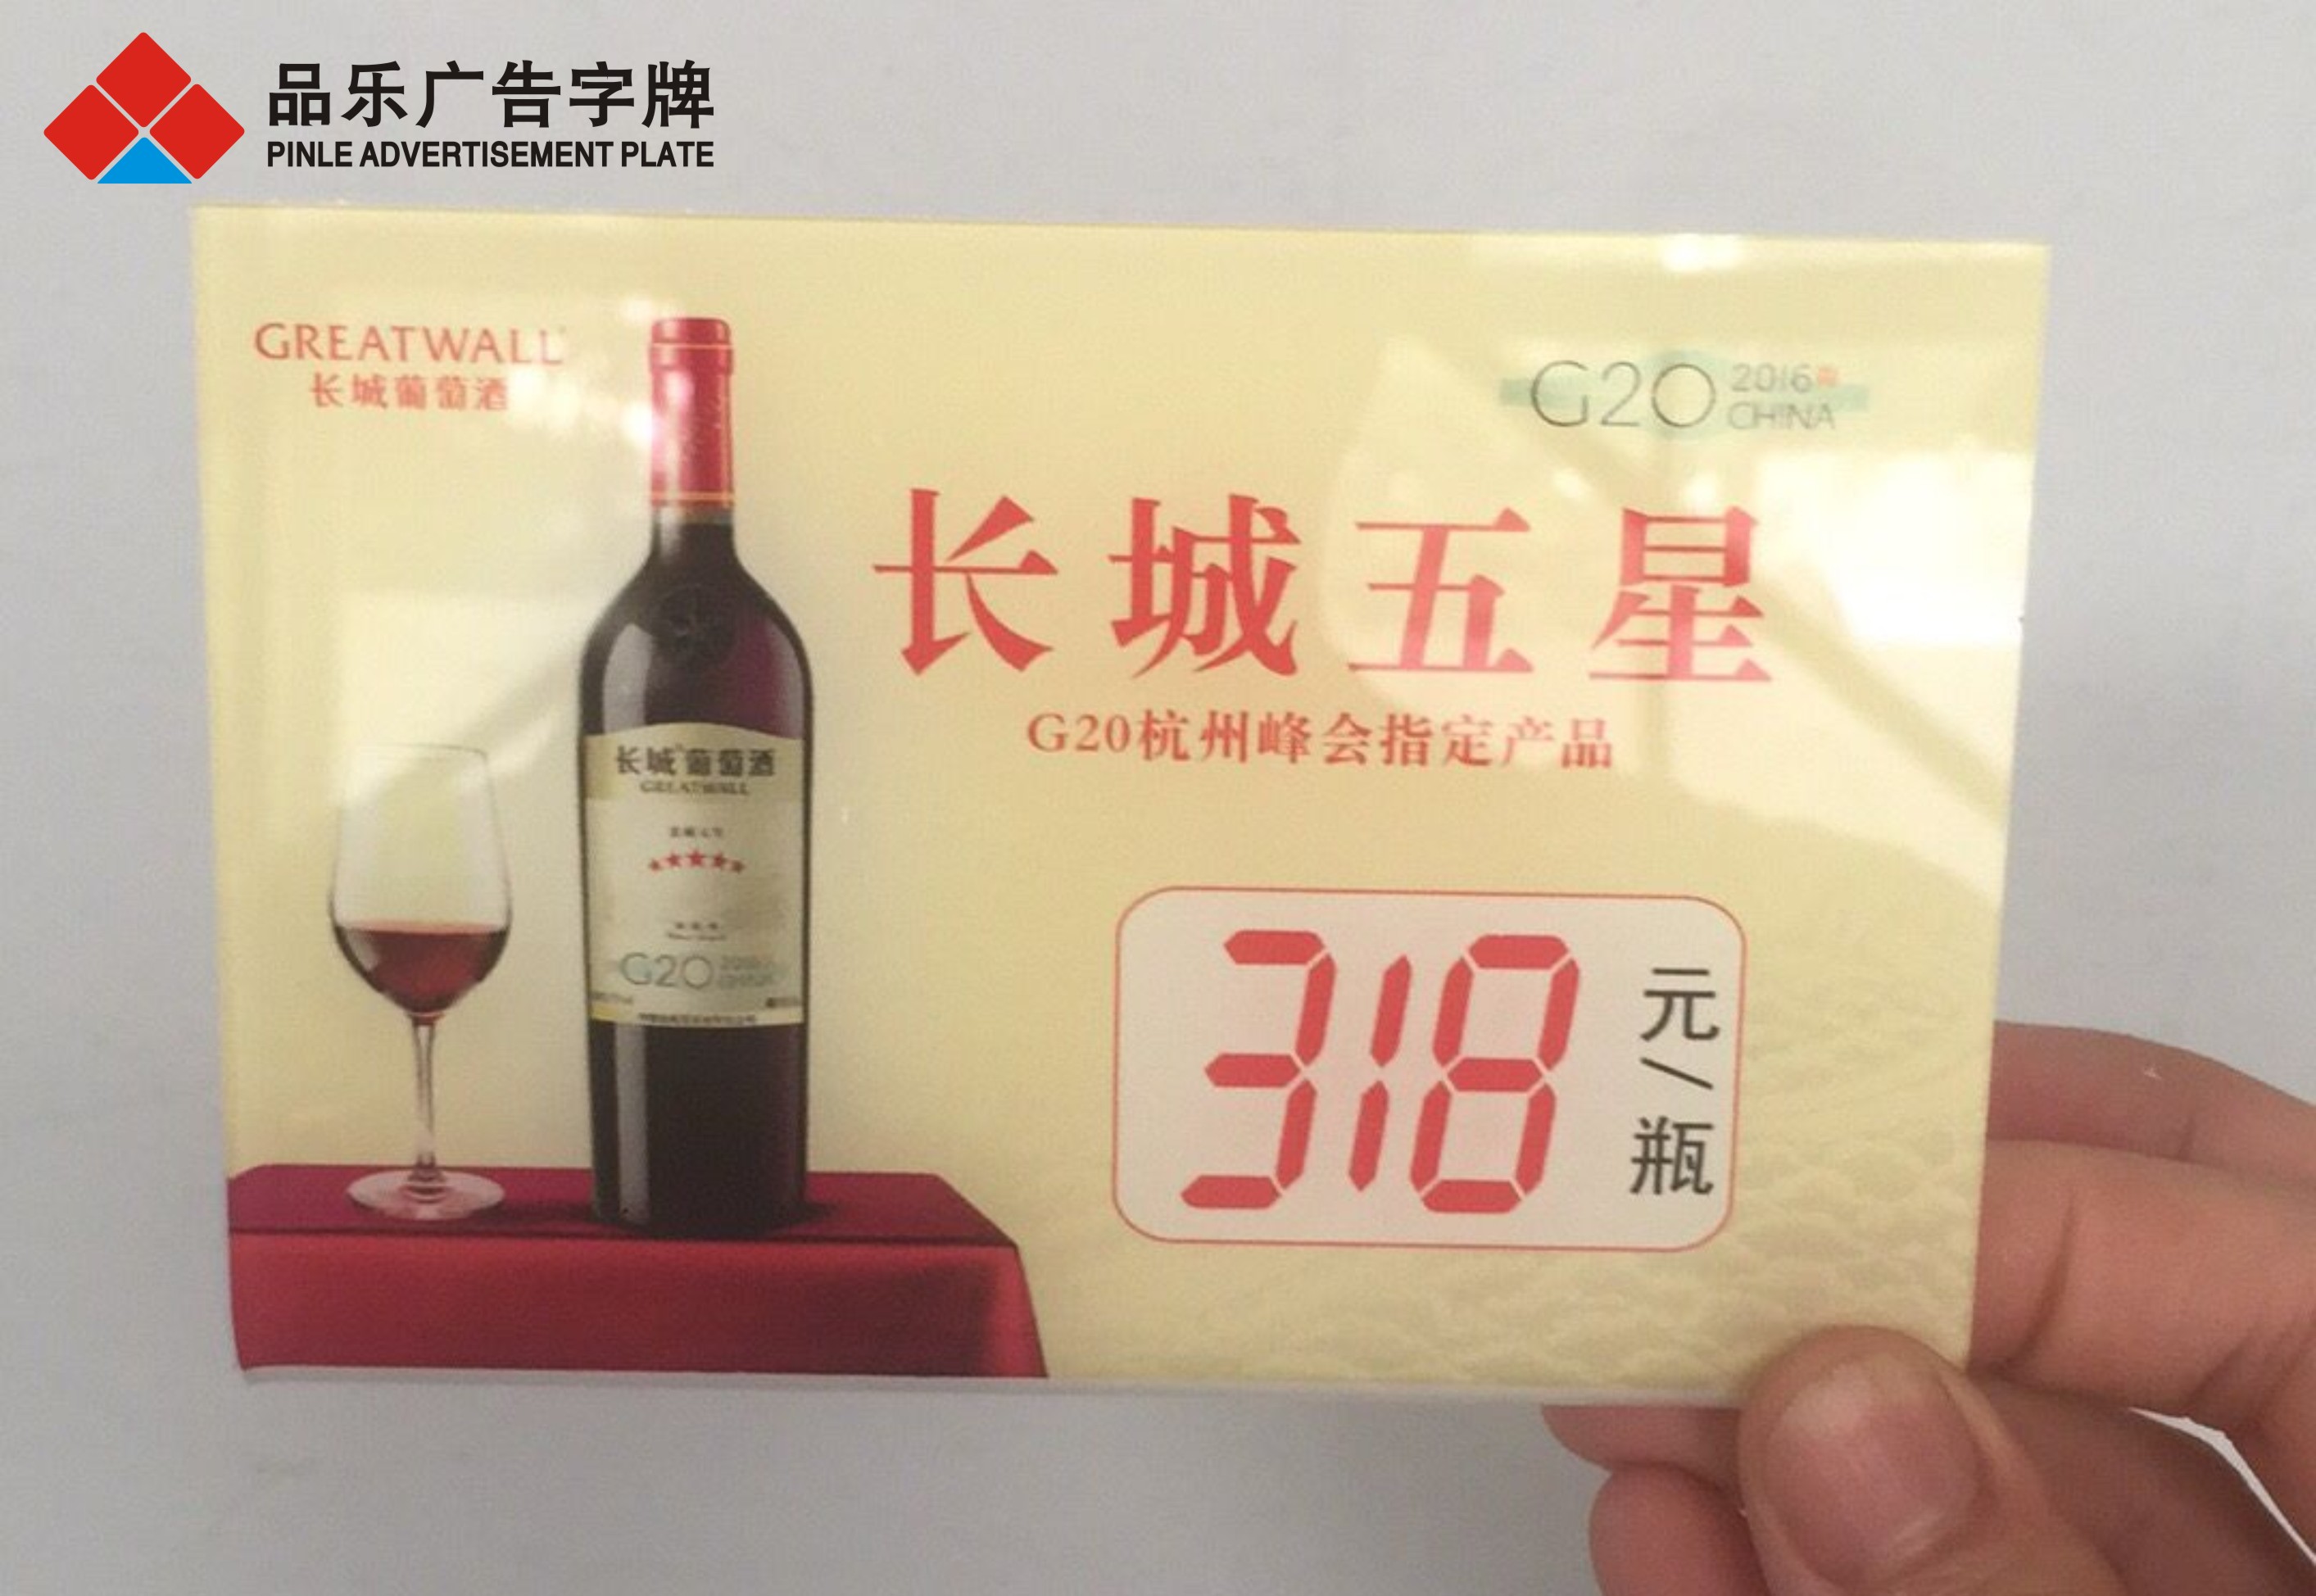 品乐广告字牌
PINLE ADVERTISEMENT PLATE
GREATWALL
长城葡萄酒
G20 2016
CHINA
长城五星
G20杭州峰会指定产品
长城葡萄酒
GREATWALL
G20
318
元/瓶